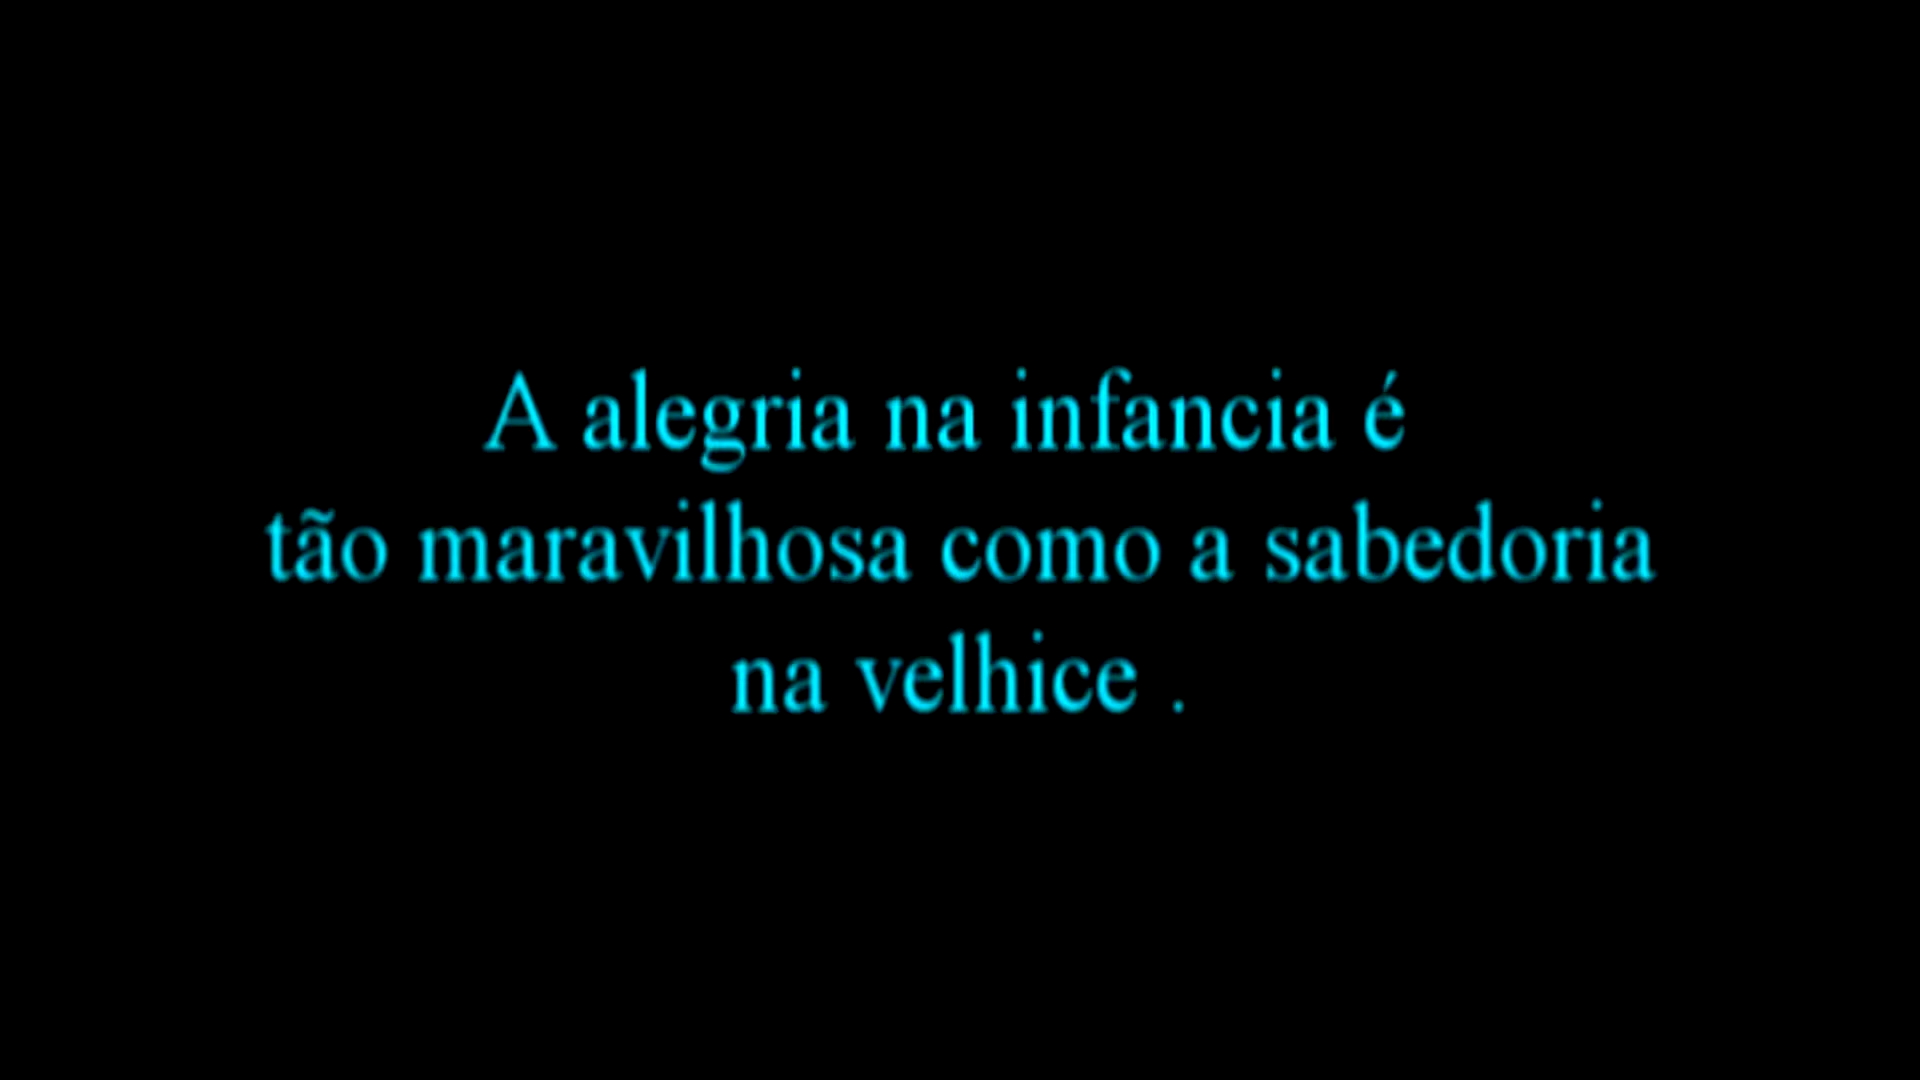 A alegria na infancia é
tão maravilhosa como a sabedoria
na velhice .